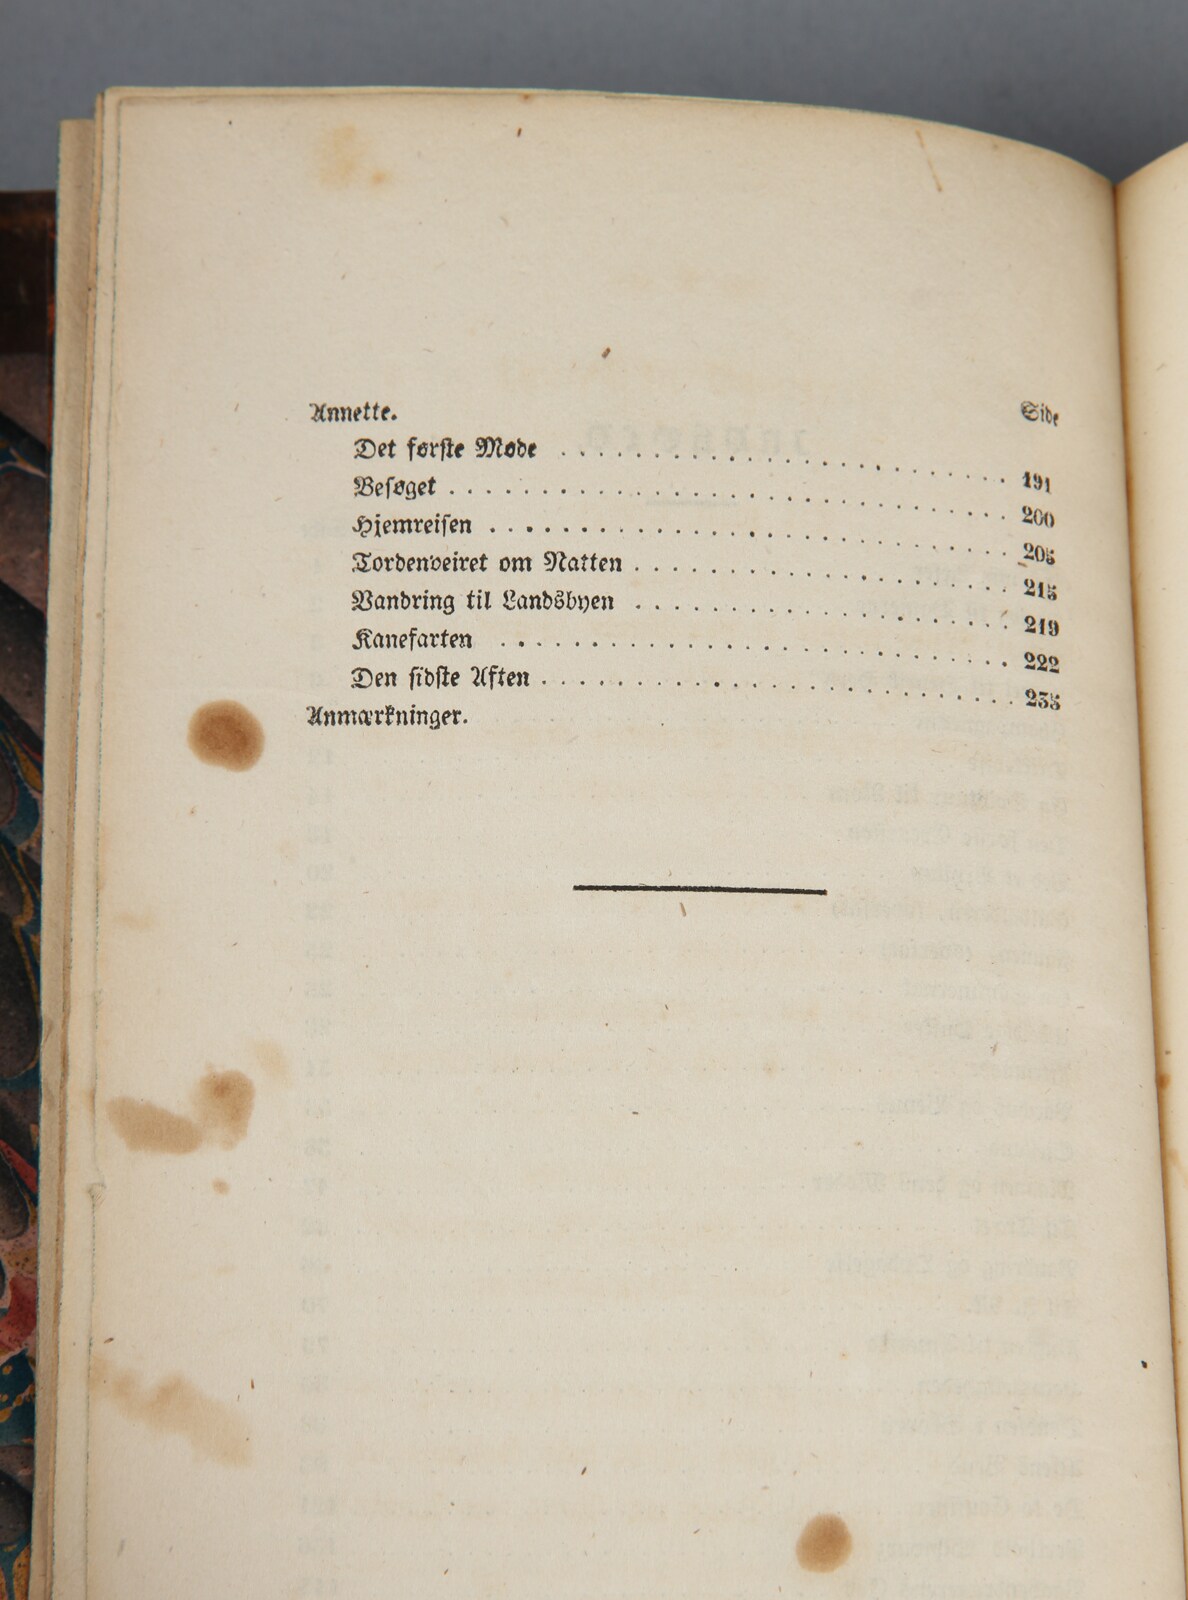 Annette. Side
Det første Møde . . . . . . . . . . . . . . . . . . . . . . . . 191
Besøget . . . . . . . . . . . . . . . . . . . . . . . . . . . . . 200
Hjemreisen . . . . . . . . . . . . . . . . . . . . . . . . . . . 205
Tordenveiret om Natten . . . . . . . . . . . . . . . . . . . . 215
Vandring til Landsbyen . . . . . . . . . . . . . . . . . . . . 219
Kanefarten . . . . . . . . . . . . . . . . . . . . . . . . . . . 222
Den sidste Aften . . . . . . . . . . . . . . . . . . . . . . . . 235
Anmærkninger.